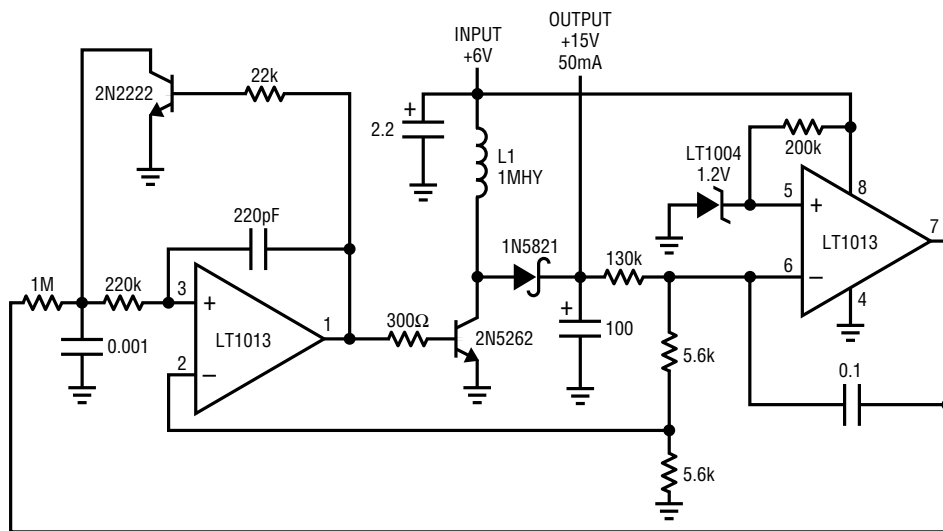 INPUT
+6V
OUTPUT
+15V
50mA
22k
2N2222
+
2.2
L1
1MHY
200k
LT1004
1.2V
8
5
+
LT1013
7
6
−
4
220pF
1N5821
130k
1M
220k
3
+
LT1013
1
300Ω
2N5262
+
100
0.001
2
−
5.6k
0.1
5.6k